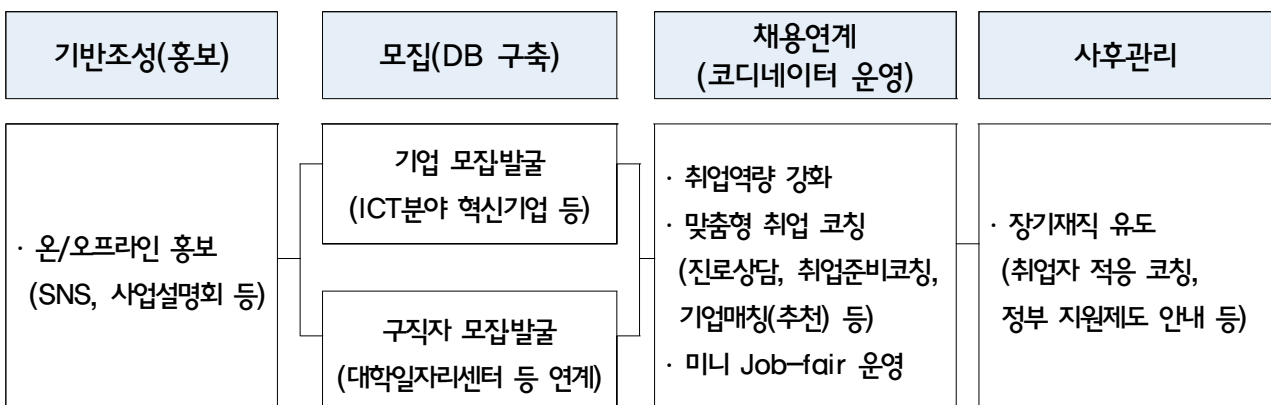 기반조성(홍보)
모집(DB 구축)
채용연계
(코디네이터 운영)
사후관리
· 온/오프라인 홍보
(SNS, 사업설명회 등)
기업 모집·발굴
(ICT분야 혁신기업 등)
구직자 모집·발굴
(대학일자리센터 등 연계)
· 취업역량 강화
· 맞춤형 취업 코칭
(진로상담, 취업준비코칭,
기업매칭(추천) 등)
· 미니 Job-fair 운영
· 장기재직 유도
(취업자 적응 코칭,
정부 지원제도 안내 등)